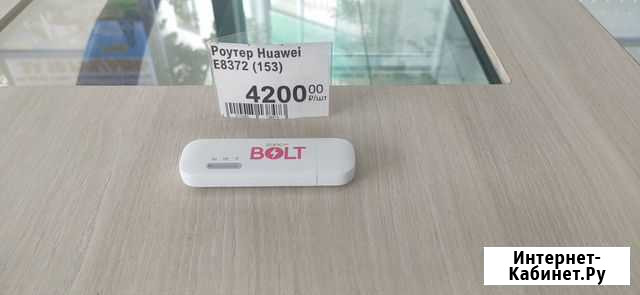 Роутер Huawei
E8372 (153)
4200 00
₽/шт
BOLT
Интернет-
Кабинет.Ру